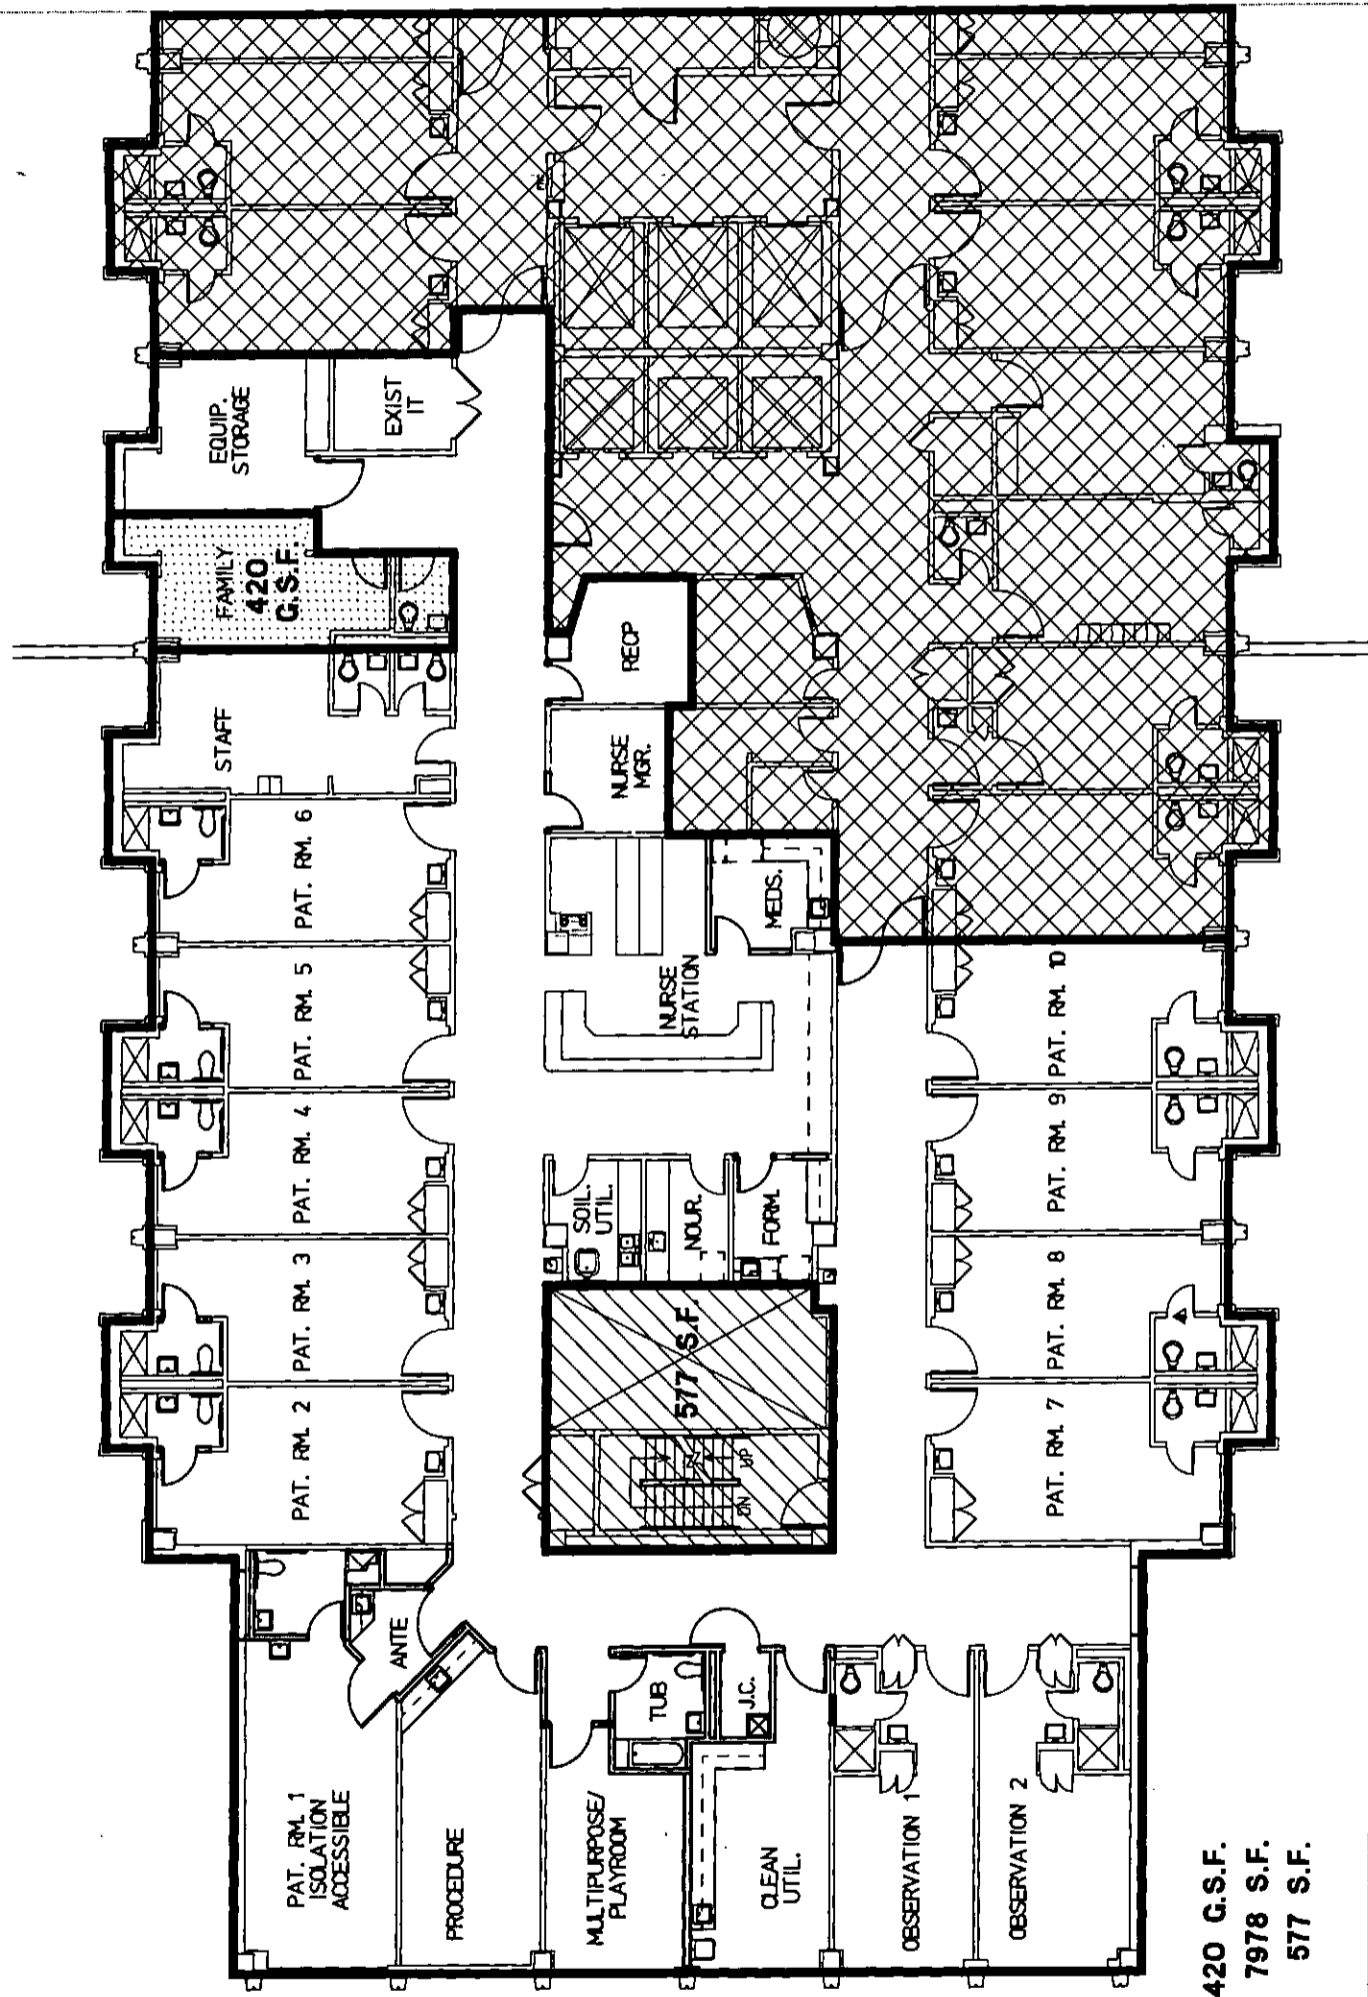 EQUIP.
STORAGE
EXIST
IT
FAMILY
420
G.S.F.
STAFF
RECP
NURSE
MGR.
MEDS.
NURSE
STATION
PAT. RM. 6
PAT. RM. 5
PAT. RM. 4
PAT. RM. 3
PAT. RM. 2
PAT. RM. 10
PAT. RM. 9
PAT. RM. 8
PAT. RM. 7
SOIL.
UTIL.
NOUR.
FORM.
577 S.F.
UP
DN
ANTE
PAT. RM. 1
ISOLATION
ACCESSIBLE
PROCEDURE
MULTIPURPOSE/
PLAYROOM
TUB
J.C.
CLEAN
UTIL.
OBSERVATION 1
OBSERVATION 2
420 G.S.F.
7978 S.F.
577 S.F.